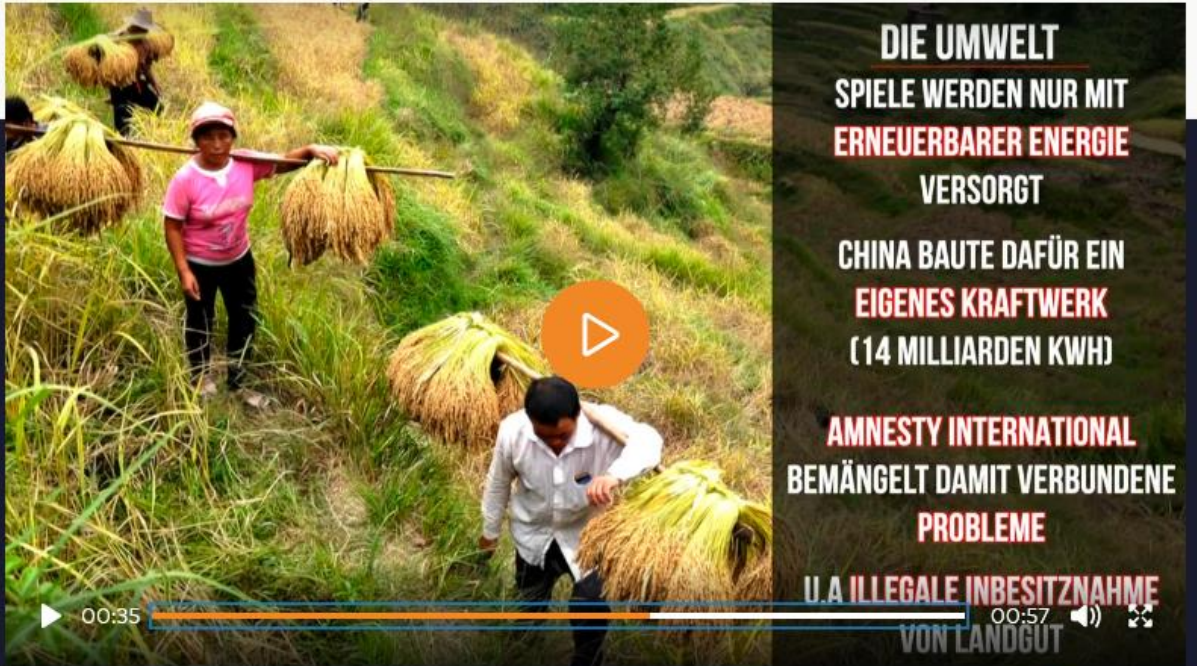 DIE UMWELT
SPIELE WERDEN NUR MIT
ERNEUERBARER ENERGIE
VERSORGT
CHINA BAUTE DAFÜR EIN
EIGENES KRAFTWERK
(14 MILLIARDEN KWH)
AMNESTY INTERNATIONAL
BEMÄNGELT DAMIT VERBUNDENE
PROBLEME
U.A ILLEGALE INBESITZNAHME
VON LANDGUT
00:35
00:57